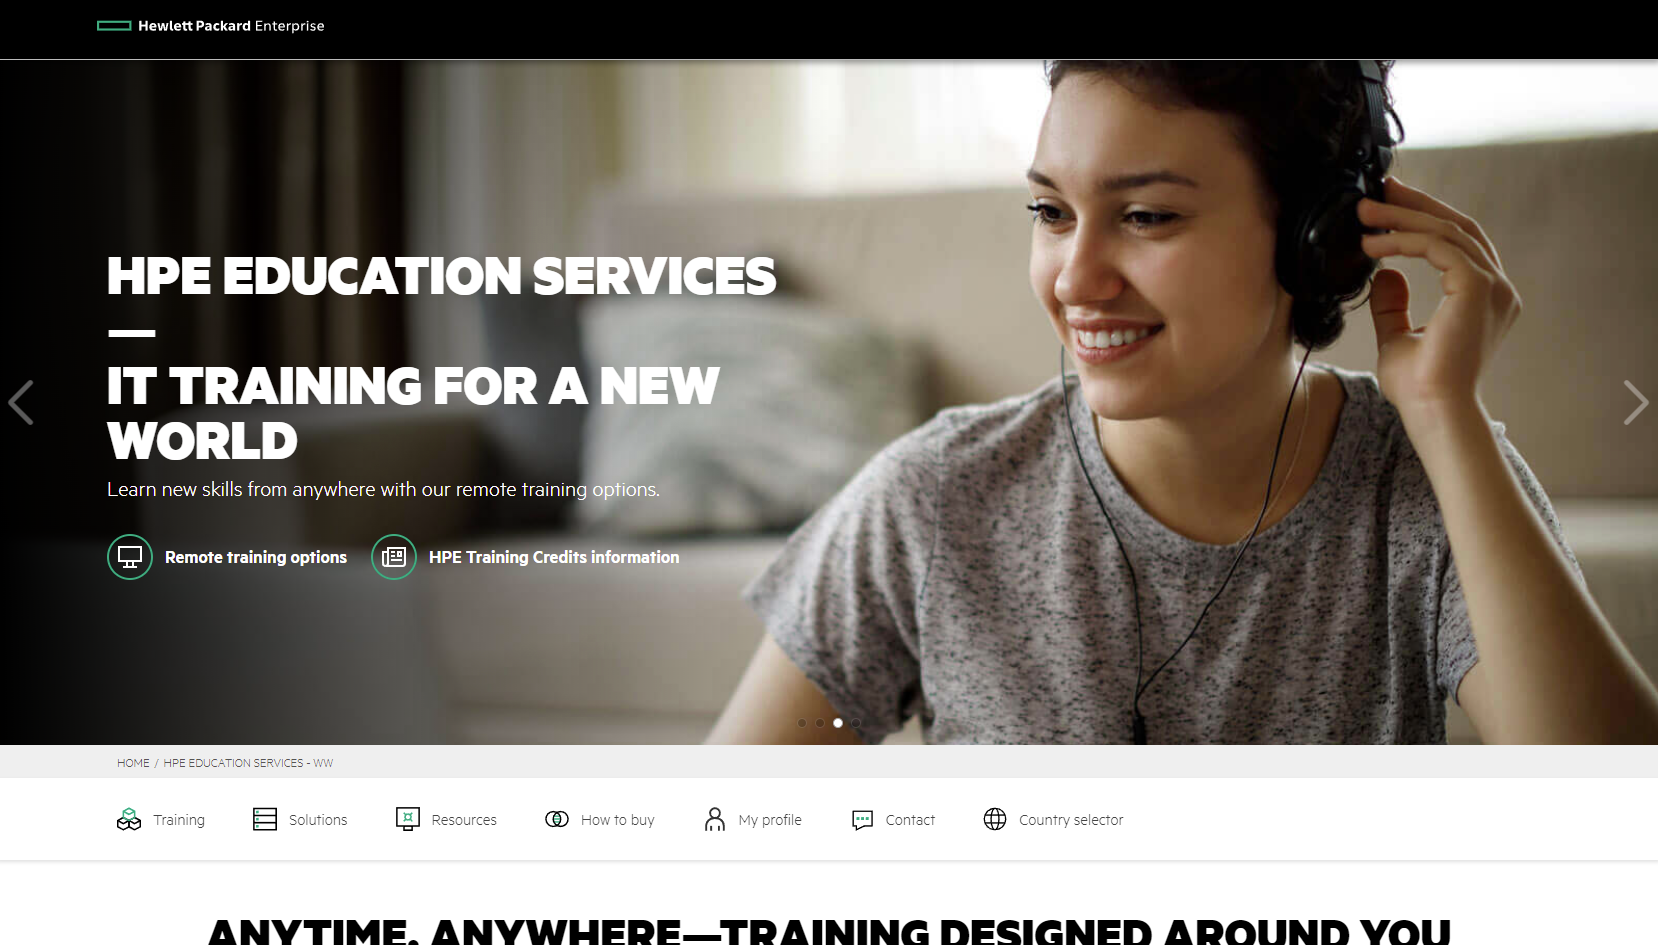 Hewlett Packard Enterprise
HPE EDUCATION SERVICES
—
IT TRAINING FOR A NEW
WORLD
Learn new skills from anywhere with our remote training options.
Remote training options HPE Training Credits information
HOME / HPE EDUCATION SERVICES - WW
Training Solutions Resources How to buy My profile Contact Country selector
ANYTIME, ANYWHERE—TRAINING DESIGNED AROUND YOU